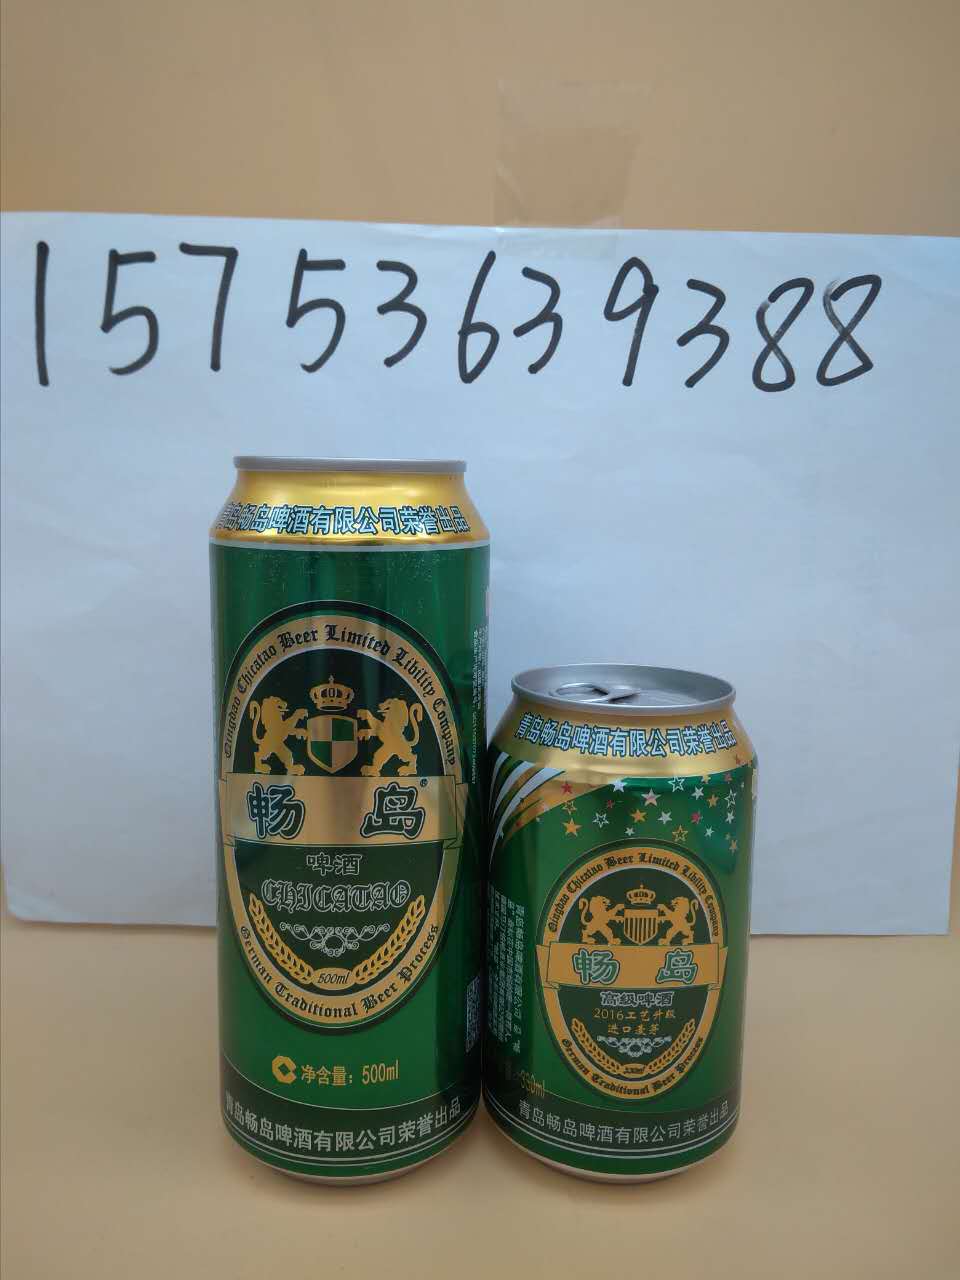 15753639388
青岛畅岛啤酒有限公司荣誉出品
Qingdao Chicatao Beer Limited Libility Company
畅岛®
啤酒
CHICATAO
500ml
German Traditional Beer Process
净含量：500ml
青岛畅岛啤酒有限公司荣誉出品
青岛畅岛啤酒有限公司荣誉出品
Qingdao Chicatao Beer Limited Libility Company
畅岛
高级啤酒
2016工艺升级
进口麦芽
330ml
German Traditional Beer Process
青岛畅岛啤酒有限公司荣誉出品